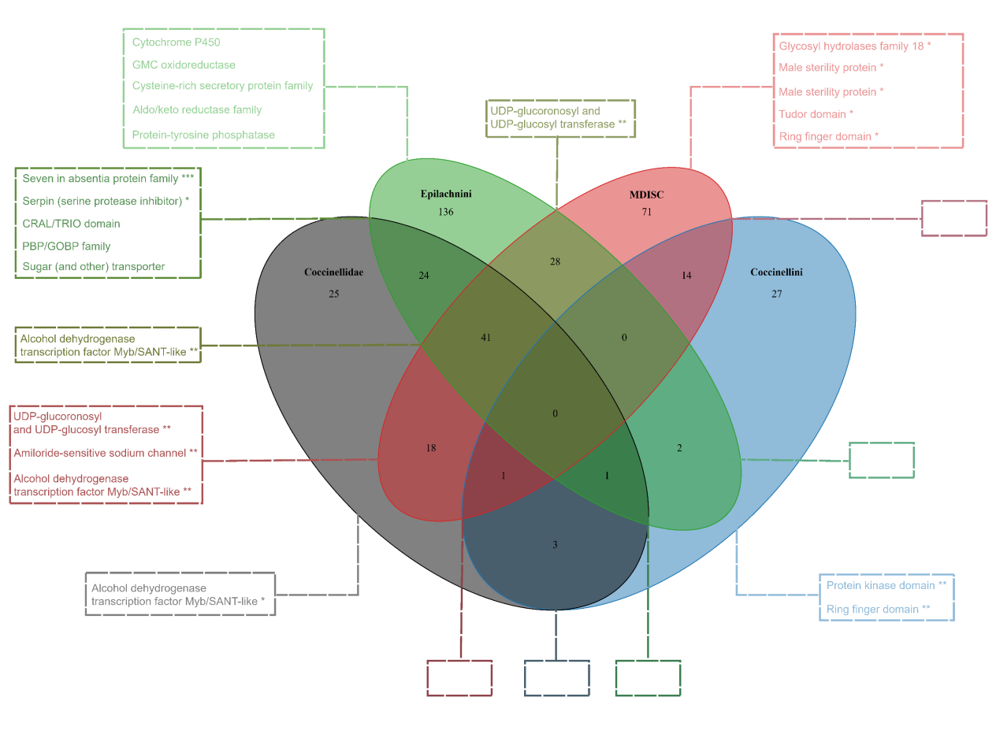 Cytochrome P450
GMC oxidoreductase
Cysteine-rich secretory protein family
Aldo/keto reductase family
Protein-tyrosine phosphatase
Glycosyl hydrolases family 18 *
Male sterility protein *
Male sterility protein *
Tudor domain *
Ring finger domain *
UDP-glucoronosyl and
UDP-glucosyl transferase **
Seven in absentia protein family ***
Serpin (serine protease inhibitor) *
CRAL/TRIO domain
PBP/GOBP family
Sugar (and other) transporter
Epilachnini
136
MDISC
71
Coccinellidae
25
Coccinellini
27
28
24
14
41
0
0
18
2
1
1
3
Alcohol dehydrogenase
transcription factor Myb/SANT-like **
UDP-glucoronosyl
and UDP-glucosyl transferase **
Amiloride-sensitive sodium channel **
Alcohol dehydrogenase
transcription factor Myb/SANT-like **
Alcohol dehydrogenase
transcription factor Myb/SANT-like *
Protein kinase domain **
Ring finger domain **